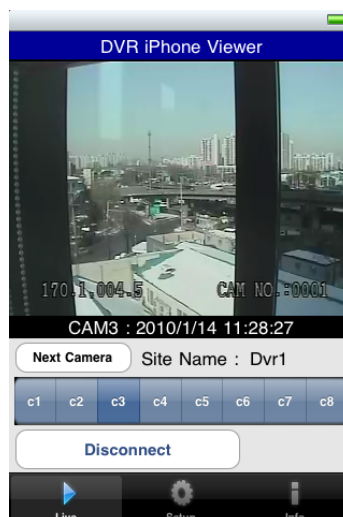 DVR iPhone Viewer
170.1.004.5 CAM NO.:0001
CAM3 : 2010/1/14 11:28:27
Next Camera Site Name : Dvr1
c1 c2 c3 c4 c5 c6 c7 c8
Disconnect
Live Setup Info